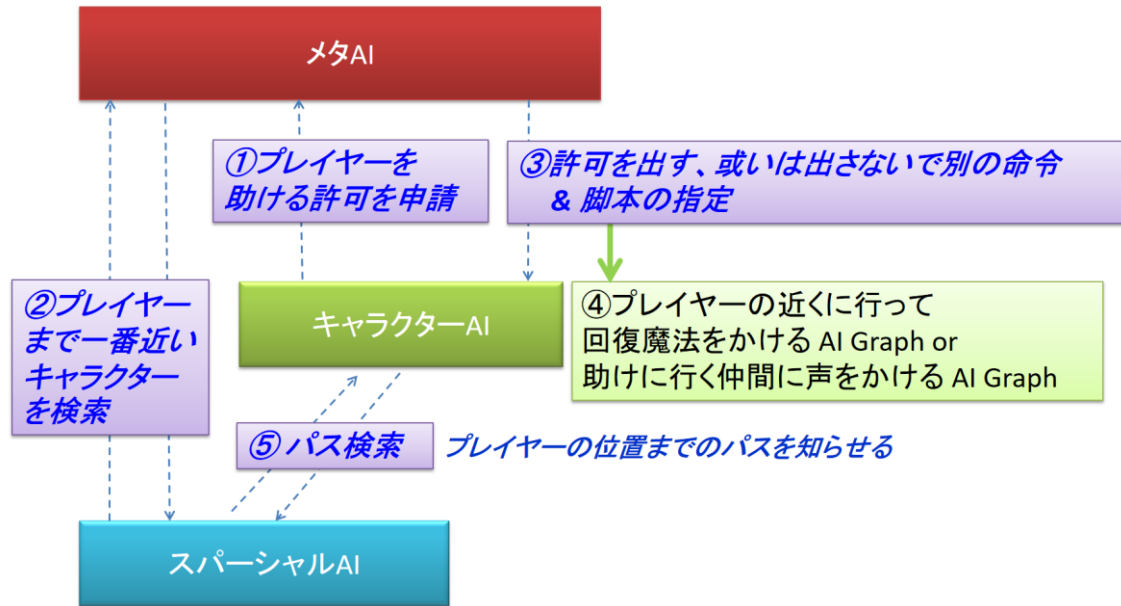 メタAI
①プレイヤーを
助ける許可を申請
③許可を出す、或いは出さないで別の命令
& 脚本の指定
②プレイヤー
まで一番近い
キャラクター
を検索
キャラクターAI
④プレイヤーの近くに行って
回復魔法をかける AI Graph or
助けに行く仲間に声をかける AI Graph
⑤ パス検索
プレイヤーの位置までのパスを知らせる
スパーシャルAI